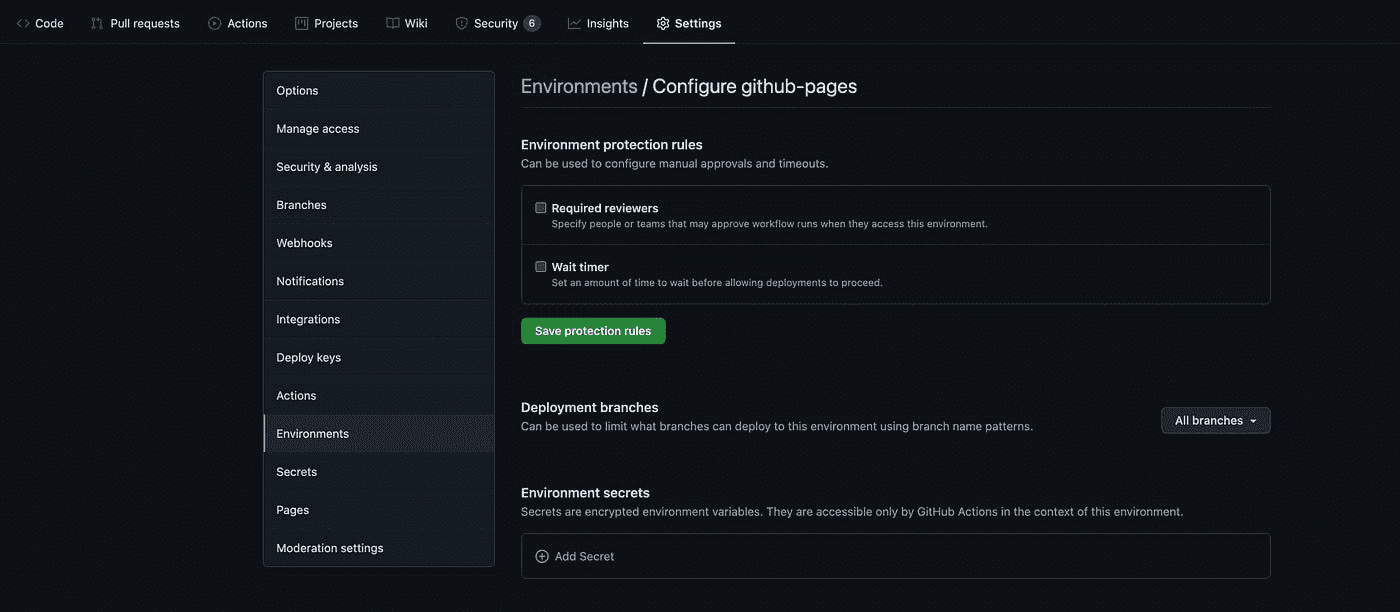 Code Pull requests Actions Projects Wiki Security 6 Insights Settings
Options
Manage access
Security & analysis
Branches
Webhooks
Notifications
Integrations
Deploy keys
Actions
Environments
Secrets
Pages
Moderation settings
Environments / Configure github-pages
Environment protection rules
Can be used to configure manual approvals and timeouts.
Required reviewers
Specify people or teams that may approve workflow runs when they access this environment.
Wait timer
Set an amount of time to wait before allowing deployments to proceed.
Save protection rules
Deployment branches
Can be used to limit what branches can deploy to this environment using branch name patterns.
All branches
Environment secrets
Secrets are encrypted environment variables. They are accessible only by GitHub Actions in the context of this environment.
Add Secret